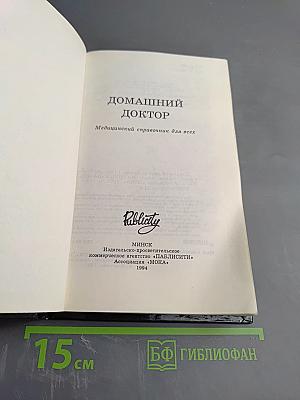 ДОМАШНИЙ
ДОКТОР
Медицинский справочник для всех
Publicity
МИНСК
Издательско-просветительское
коммерческое агентство «ПАБЛИСИТИ»
Ассоциация «МОКА»
1994
15 см
БФ ГИБЛИОФАН